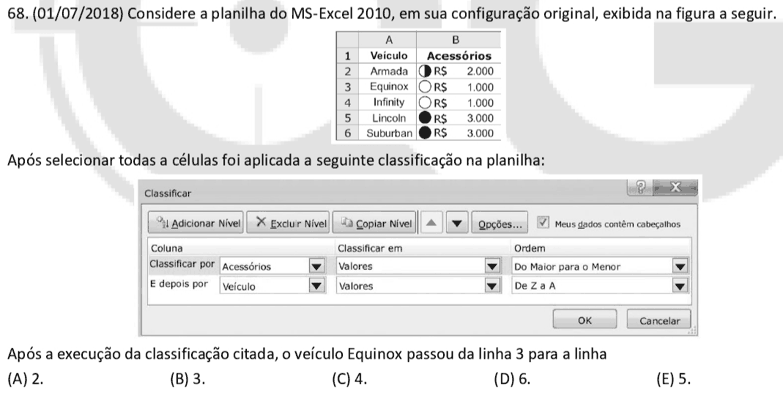 68. (01/07/2018) Considere a planilha do MS-Excel 2010, em sua configuração original, exibida na figura a seguir.
A B
1 Veículo Acessórios
2 Armada R$ 2.000
3 Equinox R$ 1.000
4 Infinity R$ 1.000
5 Lincoln R$ 3.000
6 Suburban R$ 3.000
Após selecionar todas a células foi aplicada a seguinte classificação na planilha:
Classificar
Adicionar Nível Excluir Nível Copiar Nível Opções... Meus dados contêm cabeçalhos
Coluna Classificar em Ordem
Classificar por Acessórios Valores Do Maior para o Menor
E depois por Veículo Valores De Z a A
OK Cancelar
Após a execução da classificação citada, o veículo Equinox passou da linha 3 para a linha
(A) 2. (B) 3. (C) 4. (D) 6. (E) 5.